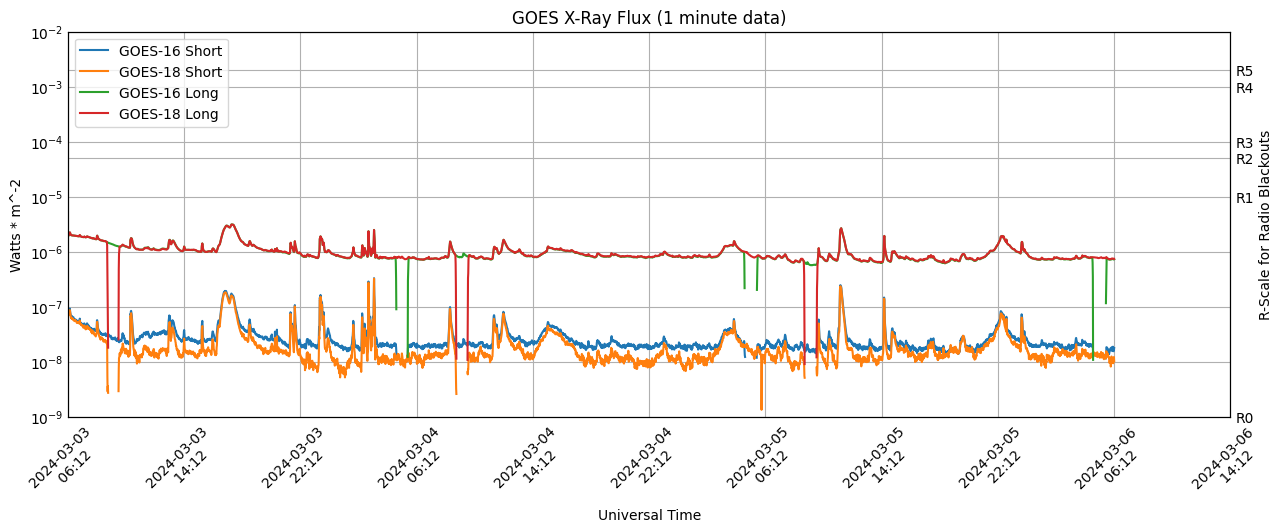 GOES X-Ray Flux (1 minute data)
GOES-16 Short
GOES-18 Short
GOES-16 Long
GOES-18 Long
Watts * m^-2
10⁻²
10⁻³
10⁻⁴
10⁻⁵
10⁻⁶
10⁻⁷
10⁻⁸
10⁻⁹
R5
R4
R3
R2
R1
R0
R-Scale for Radio Blackouts
2024-03-03
06:12
2024-03-03
14:12
2024-03-03
22:12
2024-03-04
06:12
2024-03-04
14:12
2024-03-04
22:12
2024-03-05
06:12
2024-03-05
14:12
2024-03-05
22:12
2024-03-06
06:12
2024-03-06
14:12
Universal Time